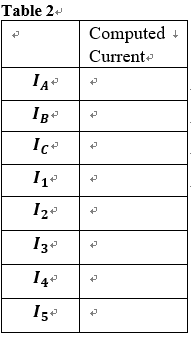 Table 2
Computed ↓
Current
I_A
I_B
I_C
I_1
I_2
I_3
I_4
I_5